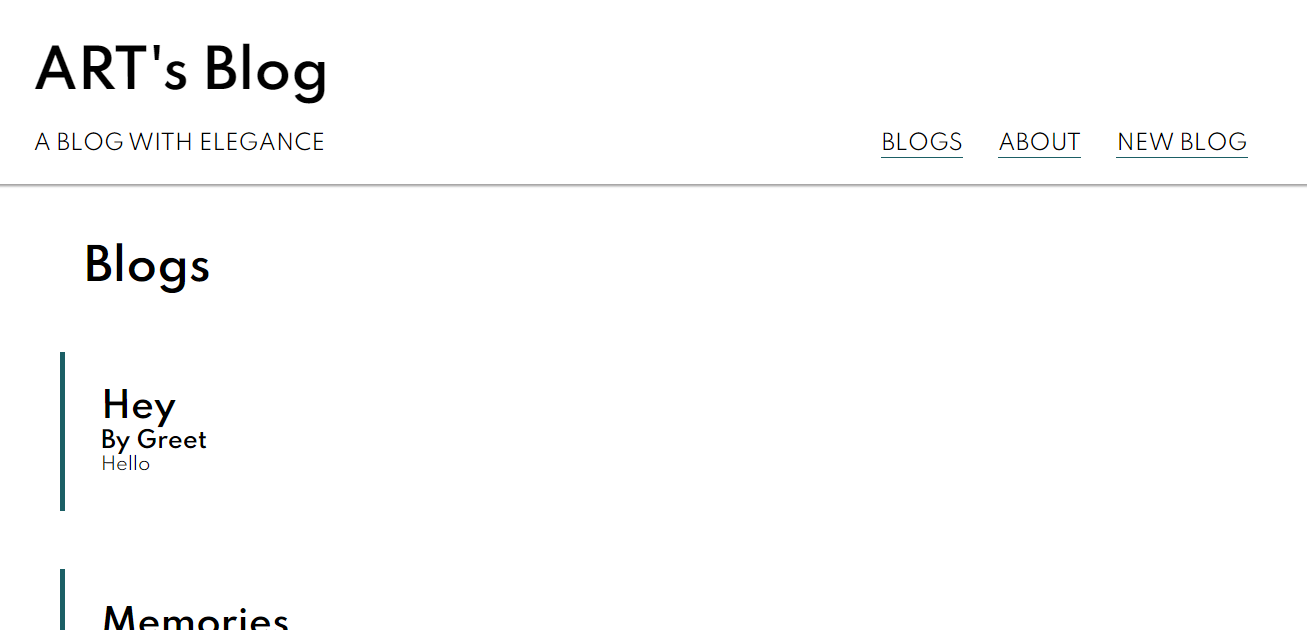 ART's Blog
A BLOG WITH ELEGANCE
BLOGS ABOUT NEW BLOG
Blogs
Hey
By Greet
Hello
Memories